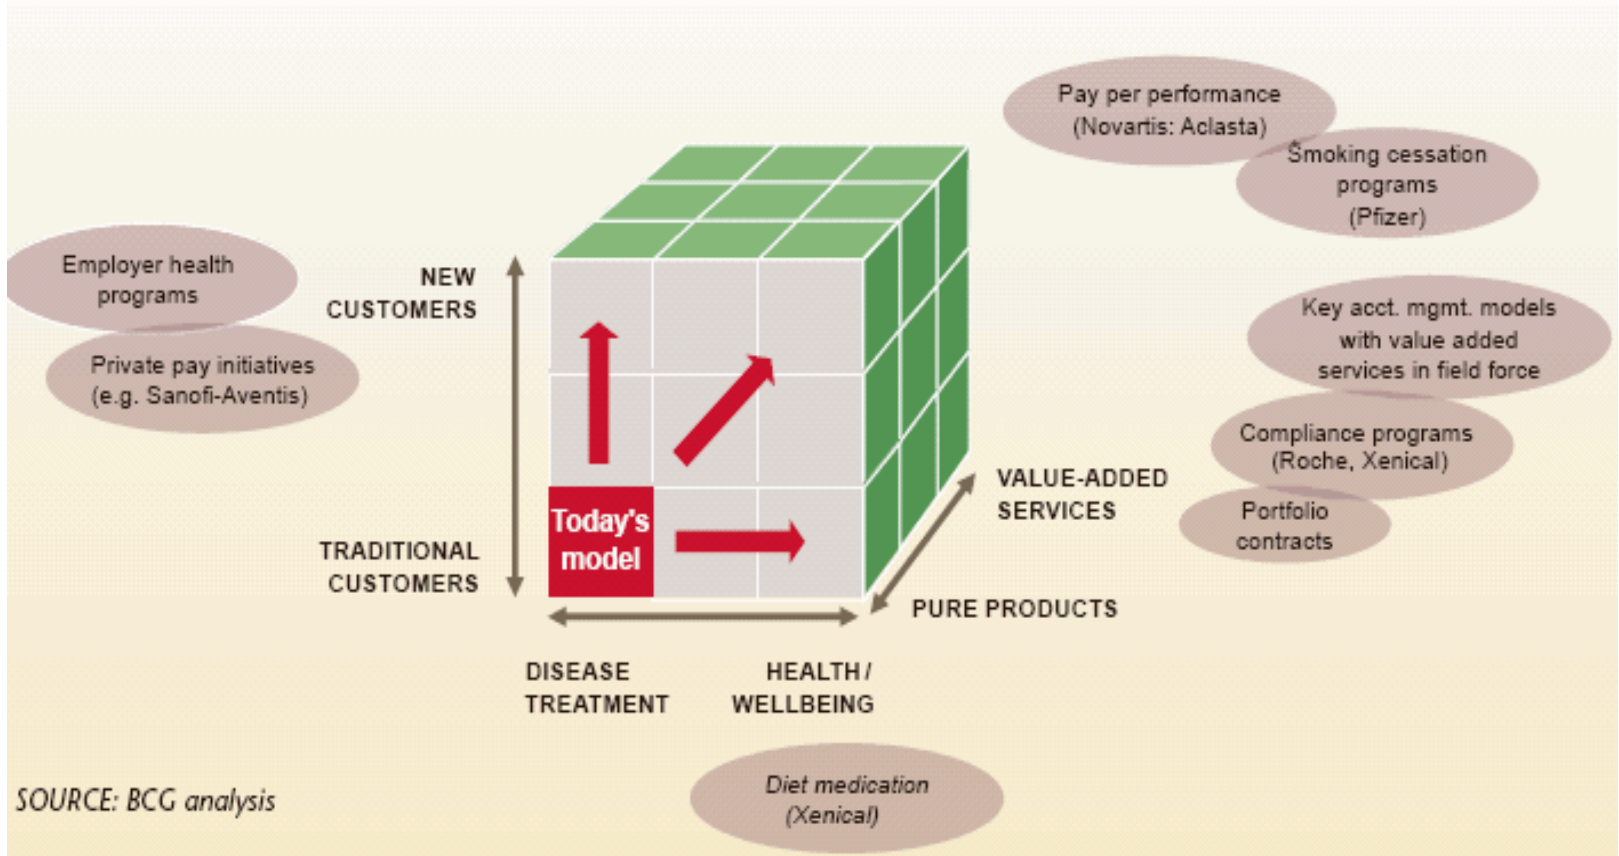 Pay per performance
(Novartis: Aclasta)
Smoking cessation
programs
(Pfizer)
Employer health
programs
Private pay initiatives
(e.g. Sanofi-Aventis)
NEW
CUSTOMERS
Key acct. mgmt. models
with value added
services in field force
Compliance programs
(Roche, Xenical)
Portfolio
contracts
VALUE-ADDED
SERVICES
Today's
model
TRADITIONAL
CUSTOMERS
PURE PRODUCTS
DISEASE
TREATMENT
HEALTH /
WELLBEING
Diet medication
(Xenical)
SOURCE: BCG analysis